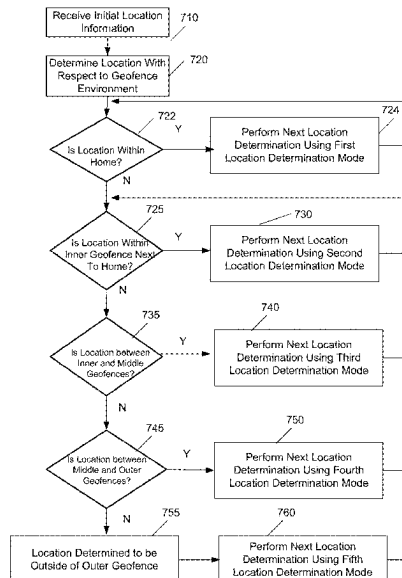 Receive Initial Location
Information
710
Determine Location With
Respect to Geofence
Environment
720
722
Is Location Within
Home?
Y
N
724
Perform Next Location
Determination Using First
Location Determination Mode
725
Is Location Within
Inner Geofence Next
To Home?
Y
N
730
Perform Next Location
Determination Using Second
Location Determination Mode
735
Is Location between
Inner and Middle
Geofences?
Y
N
740
Perform Next Location
Determination Using Third
Location Determination Mode
745
Is Location between
Middle and Outer
Geofences?
Y
N
750
Perform Next Location
Determination Using Fourth
Location Determination Mode
755
Location Determined to be
Outside of Outer Geofence
760
Perform Next Location
Determination Using Fifth
Location Determination Mode